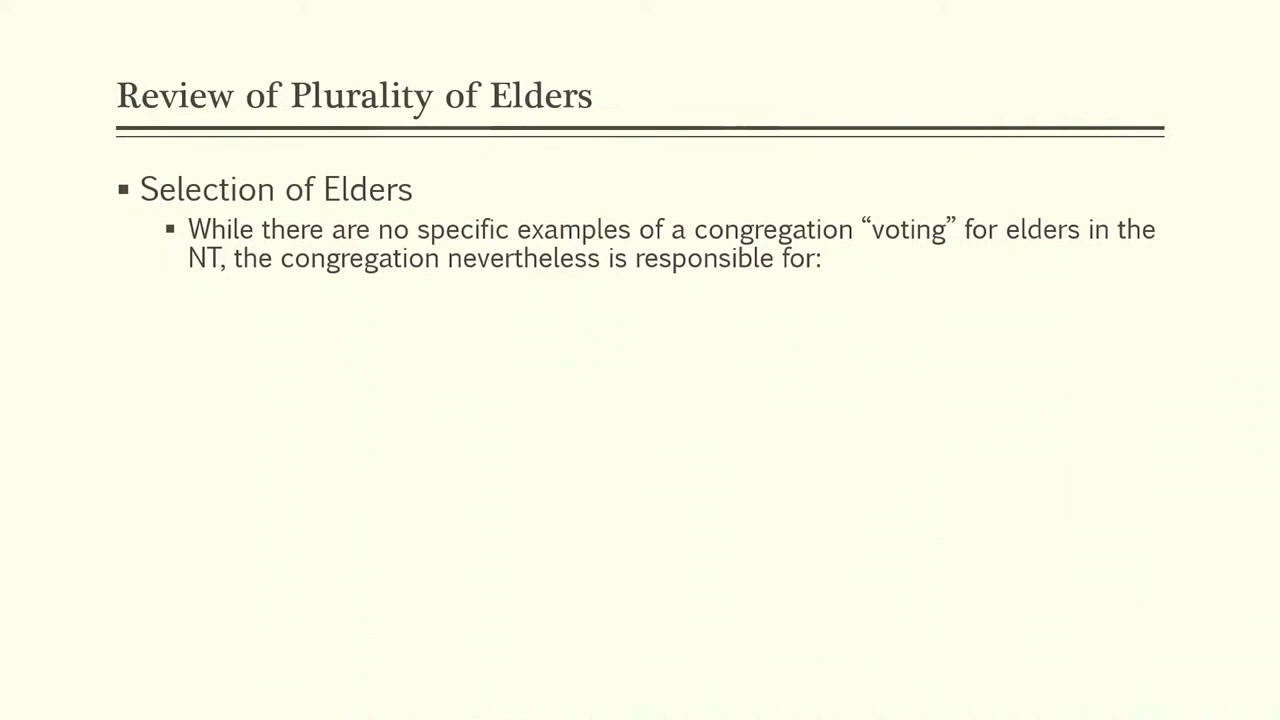 Review of Plurality of Elders
▪ Selection of Elders
▪ While there are no specific examples of a congregation “voting” for elders in the
NT, the congregation nevertheless is responsible for: